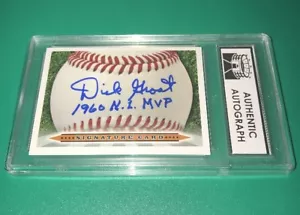 Dick Groat
1960 N.L. MVP
SIGNATURE CARD
AUTHENTIC
AUTOGRAPH